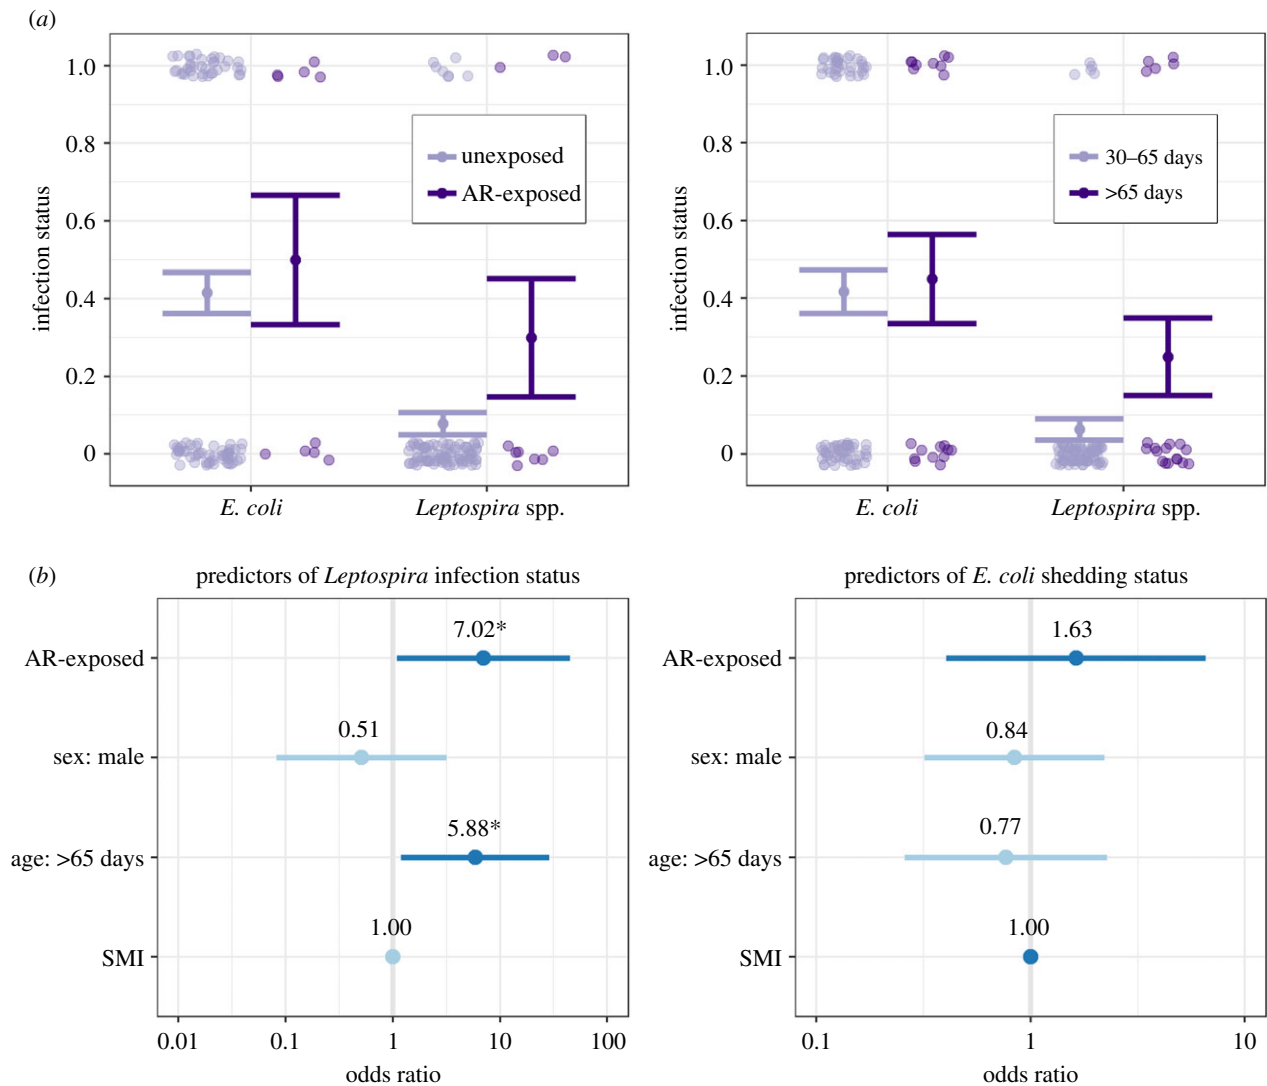 (a)
1.0
0.8
0.6
0.4
0.2
0
infection status
unexposed
AR-exposed
E. coli
Leptospira spp.
1.0
0.8
0.6
0.4
0.2
0
infection status
30–65 days
>65 days
E. coli
Leptospira spp.
(b)
predictors of Leptospira infection status
AR-exposed
sex: male
age: >65 days
SMI
7.02*
0.51
5.88*
1.00
0.01
0.1
1
10
100
odds ratio
predictors of E. coli shedding status
AR-exposed
sex: male
age: >65 days
SMI
1.63
0.84
0.77
1.00
0.1
1
10
odds ratio